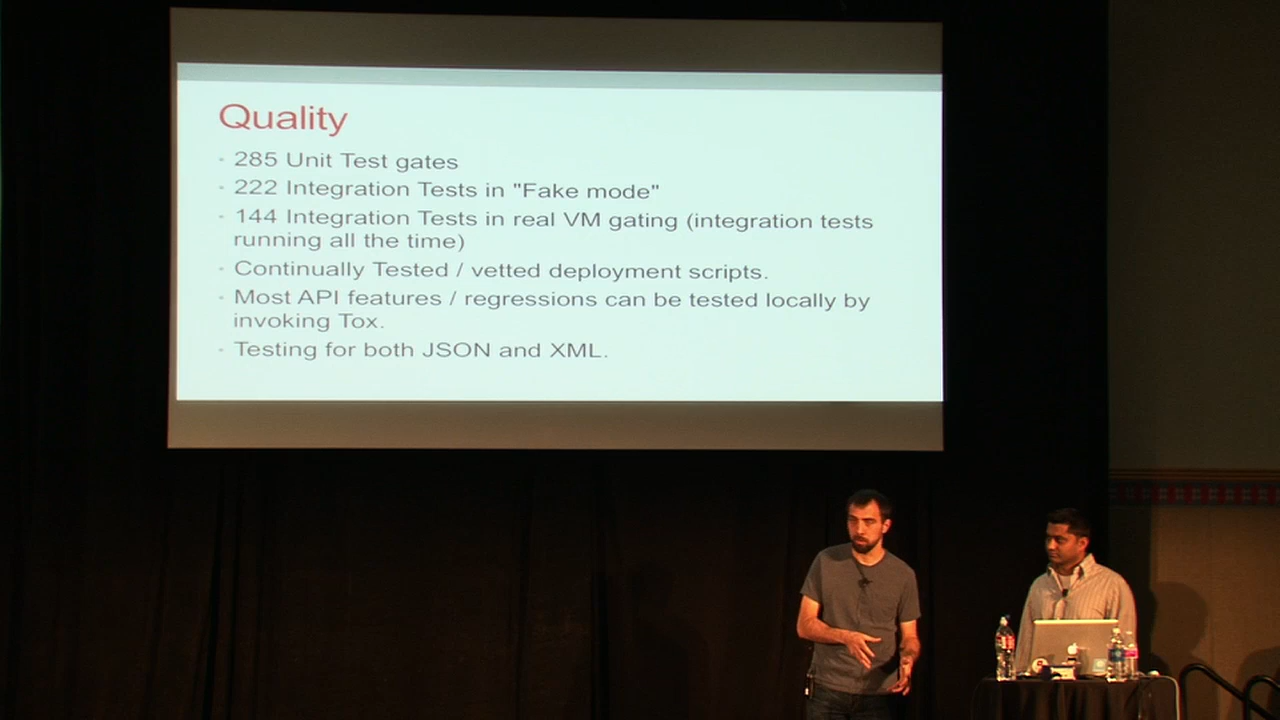 Quality
285 Unit Test gates
222 Integration Tests in "Fake mode"
144 Integration Tests in real VM gating (integration tests
running all the time)
Continually Tested / vetted deployment scripts.
Most API features / regressions can be tested locally by
invoking Tox.
Testing for both JSON and XML.